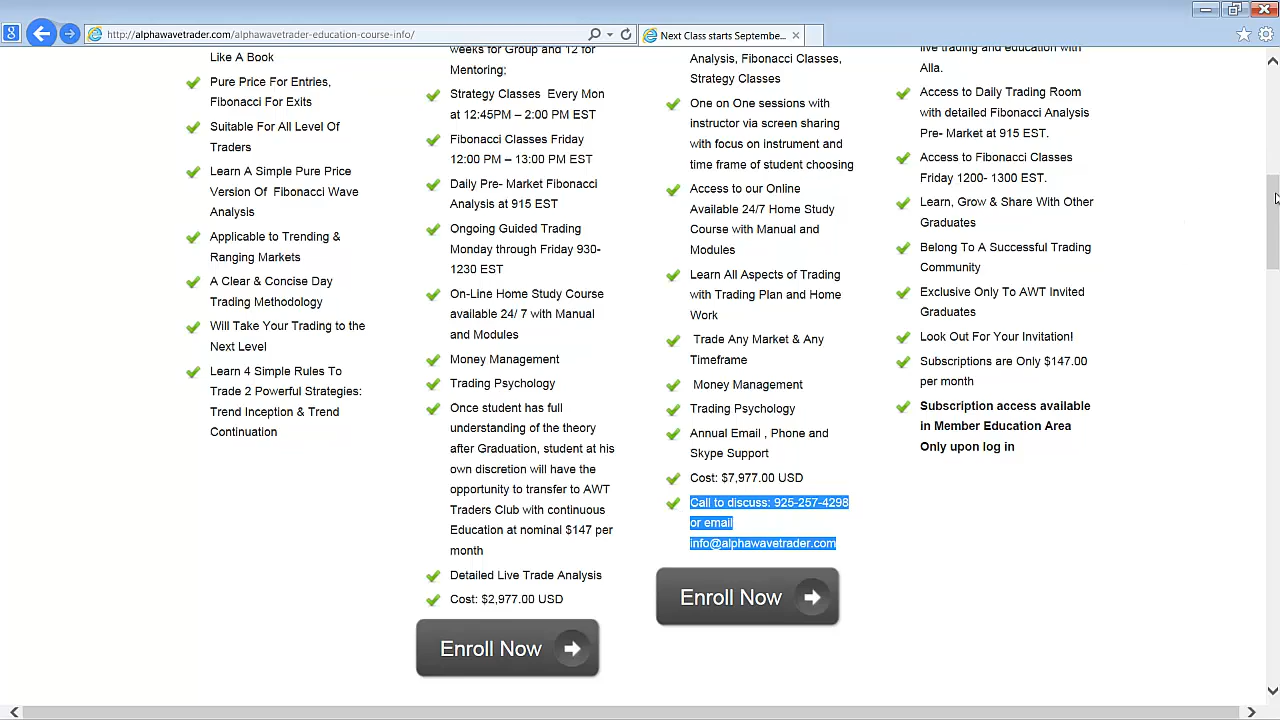 http://alphawavetrader.com/alphawavetrader-education-course-info/
Next Class starts Septembe...
Like A Book
Pure Price For Entries,
Fibonacci For Exits
Suitable For All Level Of
Traders
Learn A Simple Pure Price
Version Of Fibonacci Wave
Analysis
Applicable to Trending &
Ranging Markets
A Clear & Concise Day
Trading Methodology
Will Take Your Trading to the
Next Level
Learn 4 Simple Rules To
Trade 2 Powerful Strategies:
Trend Inception & Trend
Continuation
weeks for Group and 12 for
Mentoring;
Strategy Classes Every Mon
at 12:45PM – 2:00 PM EST
Fibonacci Classes Friday
12:00 PM – 13:00 PM EST
Daily Pre- Market Fibonacci
Analysis at 915 EST
Ongoing Guided Trading
Monday through Friday 930-
1230 EST
On-Line Home Study Course
available 24/ 7 with Manual
and Modules
Money Management
Trading Psychology
Once student has full
understanding of the theory
after Graduation, student at his
own discretion will have the
opportunity to transfer to AWT
Traders Club with continuous
Education at nominal $147 per
month
Detailed Live Trade Analysis
Cost: $2,977.00 USD
Enroll Now
Analysis, Fibonacci Classes,
Strategy Classes
One on One sessions with
instructor via screen sharing
with focus on instrument and
time frame of student choosing
Access to our Online
Available 24/7 Home Study
Course with Manual and
Modules
Learn All Aspects of Trading
with Trading Plan and Home
Work
Trade Any Market & Any
Timeframe
Money Management
Trading Psychology
Annual Email , Phone and
Skype Support
Cost: $7,977.00 USD
Call to discuss: 925-257-4298
or email
info@alphawavetrader.com
Enroll Now
live trading and education with
Alla.
Access to Daily Trading Room
with detailed Fibonacci Analysis
Pre- Market at 915 EST.
Access to Fibonacci Classes
Friday 1200- 1300 EST.
Learn, Grow & Share With Other
Graduates
Belong To A Successful Trading
Community
Exclusive Only To AWT Invited
Graduates
Look Out For Your Invitation!
Subscriptions are Only $147.00
per month
Subscription access available
in Member Education Area
Only upon log in